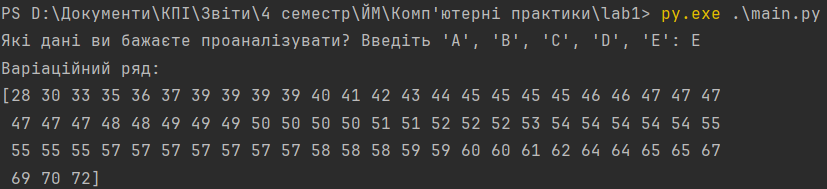 PS D:\Документи\КПІ\Звіти\4 семестр\ЙМ\Комп'ютерні практики\lab1> py.exe .\main.py
Які дані ви бажаєте проаналізувати? Введіть 'A', 'B', 'C', 'D', 'E': E
Варіаційний ряд:
[28 30 33 35 36 37 39 39 39 39 40 41 42 43 44 45 45 45 45 46 46 47 47 47
 47 47 47 48 48 49 49 49 50 50 50 50 51 51 52 52 52 53 54 54 54 54 54 55
 55 55 55 57 57 57 57 57 57 57 58 58 58 59 59 60 60 61 62 64 64 65 65 67
 69 70 72]